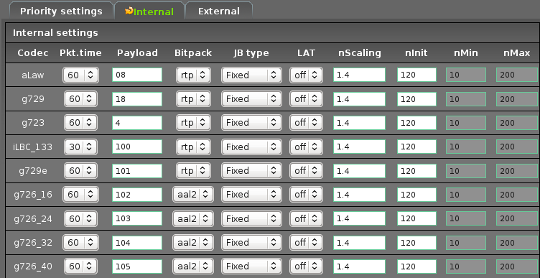 Priority settings Internal External
Internal settings
Codec Pkt.time Payload Bitpack JB type LAT nScaling nInit nMin nMax
aLaw 60 08 rtp Fixed off 1.4 120 10 200
g729 60 18 rtp Fixed off 1.4 120 10 200
g723 60 4 rtp Fixed off 1.4 120 10 200
iLBC_133 30 100 rtp Fixed off 1.4 120 10 200
g729e 60 101 rtp Fixed off 1.4 120 10 200
g726_16 60 102 aal2 Fixed off 1.4 120 10 200
g726_24 60 103 aal2 Fixed off 1.4 120 10 200
g726_32 60 104 aal2 Fixed off 1.4 120 10 200
g726_40 60 105 aal2 Fixed off 1.4 120 10 200